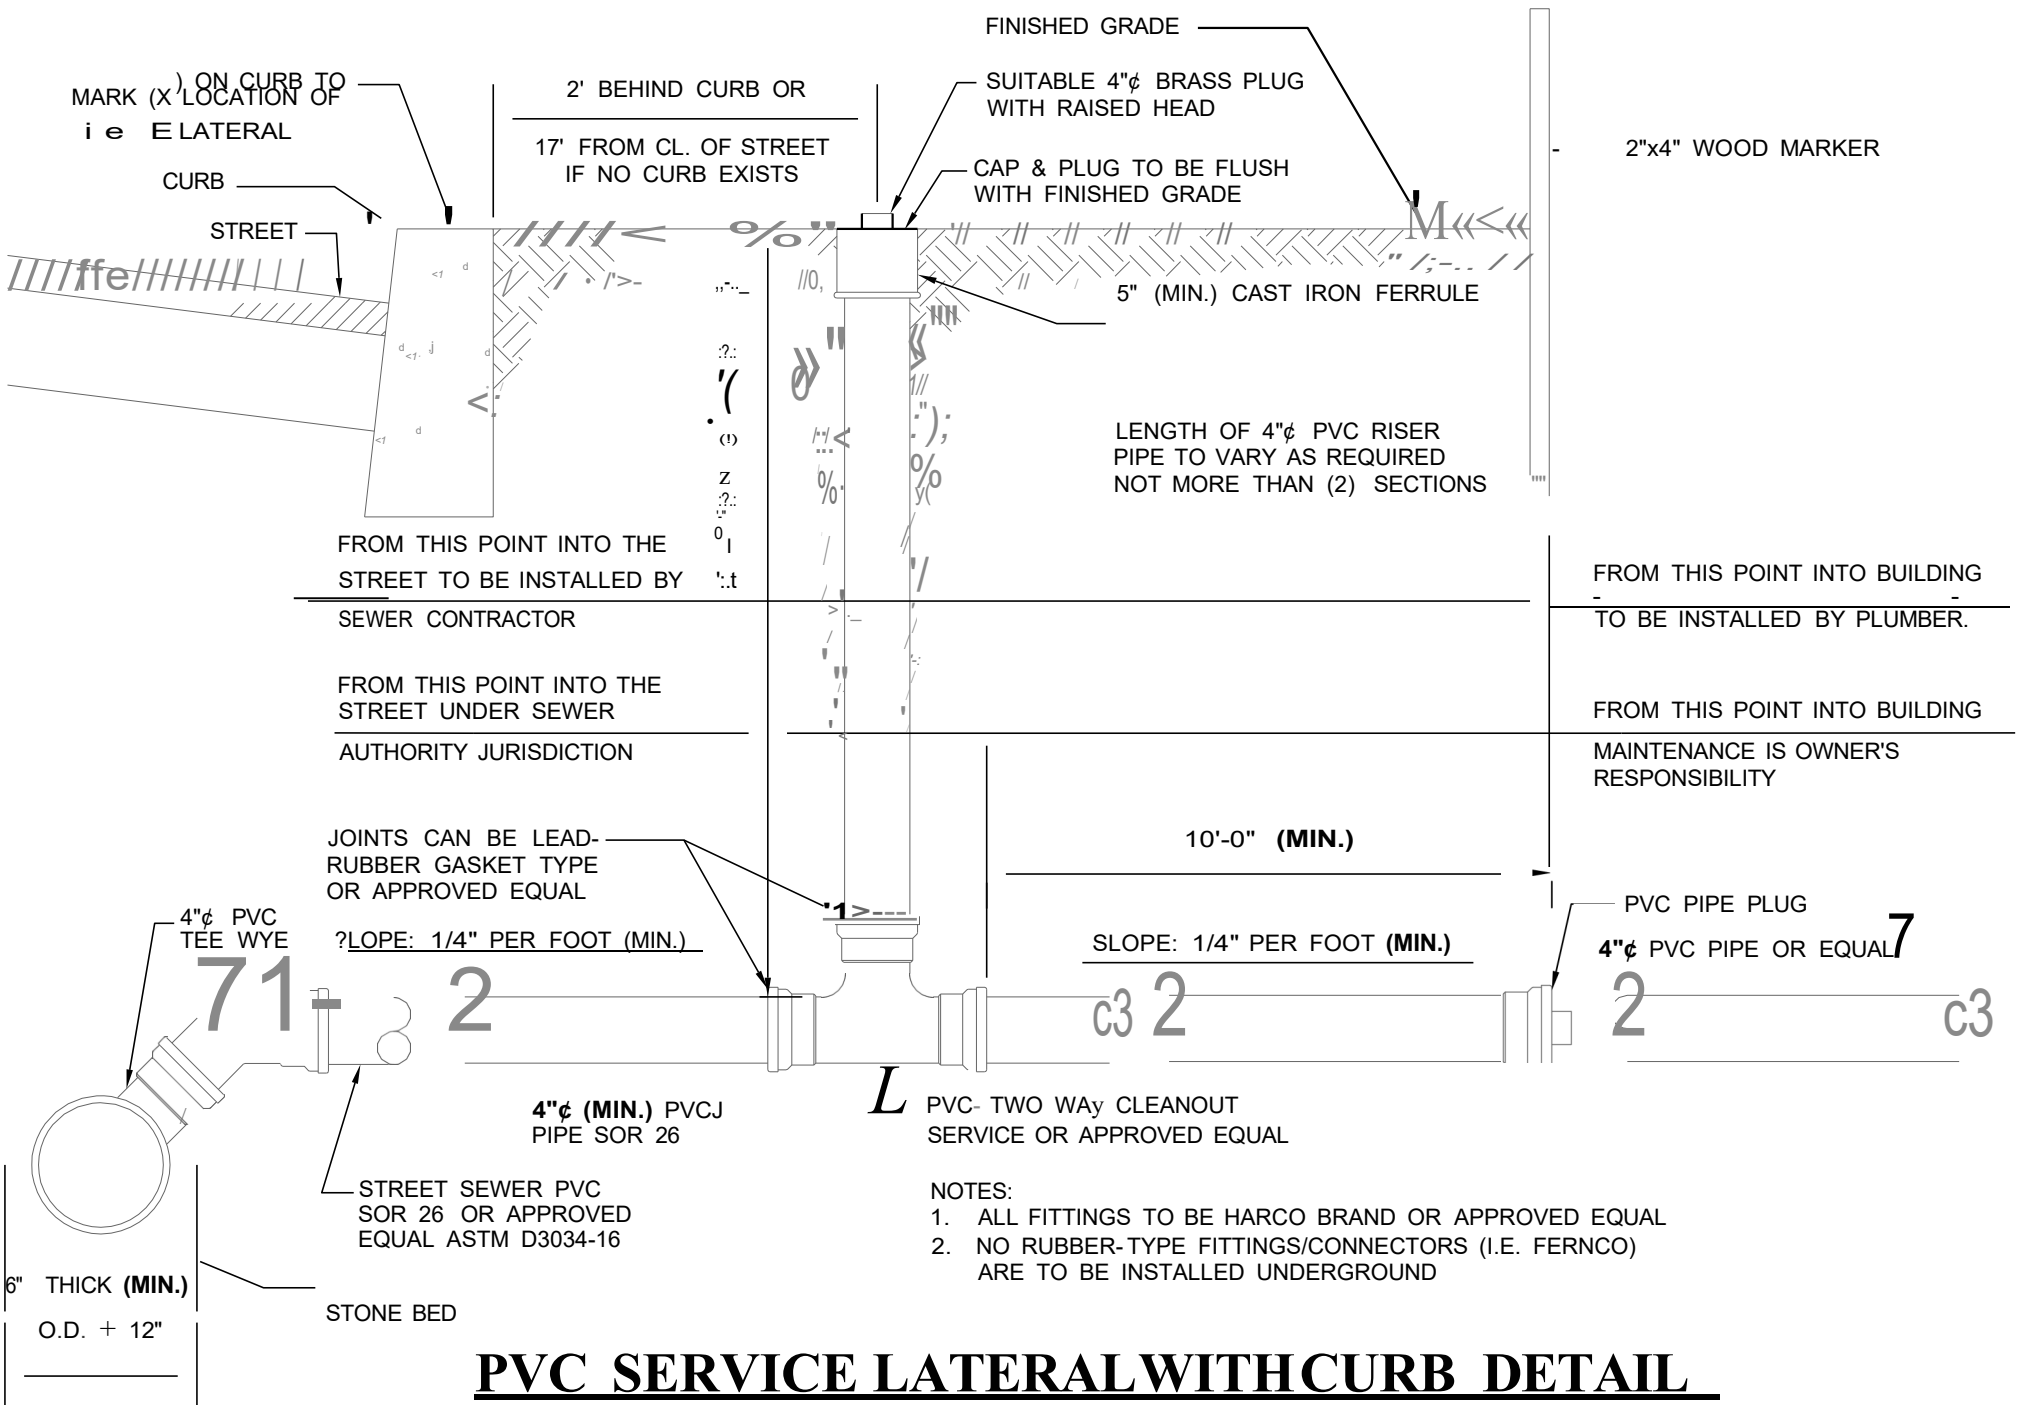 FINISHED GRADE
) ON CURB TO
MARK (X LOCATION OF
i e E LATERAL
2' BEHIND CURB OR
17' FROM CL. OF STREET
IF NO CURB EXISTS
SUITABLE 4"¢ BRASS PLUG
WITH RAISED HEAD
2"x4" WOOD MARKER
CAP & PLUG TO BE FLUSH
WITH FINISHED GRADE
CURB
STREET
5" (MIN.) CAST IRON FERRULE
LENGTH OF 4"¢ PVC RISER
PIPE TO VARY AS REQUIRED
NOT MORE THAN (2) SECTIONS
FROM THIS POINT INTO THE
STREET TO BE INSTALLED BY
SEWER CONTRACTOR
FROM THIS POINT INTO BUILDING
TO BE INSTALLED BY PLUMBER.
FROM THIS POINT INTO THE
STREET UNDER SEWER
AUTHORITY JURISDICTION
FROM THIS POINT INTO BUILDING
MAINTENANCE IS OWNER'S
RESPONSIBILITY
JOINTS CAN BE LEAD-
RUBBER GASKET TYPE
OR APPROVED EQUAL
10'-0" (MIN.)
4"¢ PVC
TEE WYE
?LOPE: 1/4" PER FOOT (MIN.)
SLOPE: 1/4" PER FOOT (MIN.)
PVC PIPE PLUG
4"¢ PVC PIPE OR EQUAL 7
71- 2
c3 2
2 c3
4"¢ (MIN.) PVCJ
PIPE SOR 26
L PVC- TWO WAy CLEANOUT
SERVICE OR APPROVED EQUAL
STREET SEWER PVC
SOR 26 OR APPROVED
EQUAL ASTM D3034-16
NOTES:
1. ALL FITTINGS TO BE HARCO BRAND OR APPROVED EQUAL
2. NO RUBBER-TYPE FITTINGS/CONNECTORS (I.E. FERNCO)
ARE TO BE INSTALLED UNDERGROUND
6" THICK (MIN.)
O.D. + 12"
STONE BED
PVC SERVICE LATERAL WITH CURB DETAIL